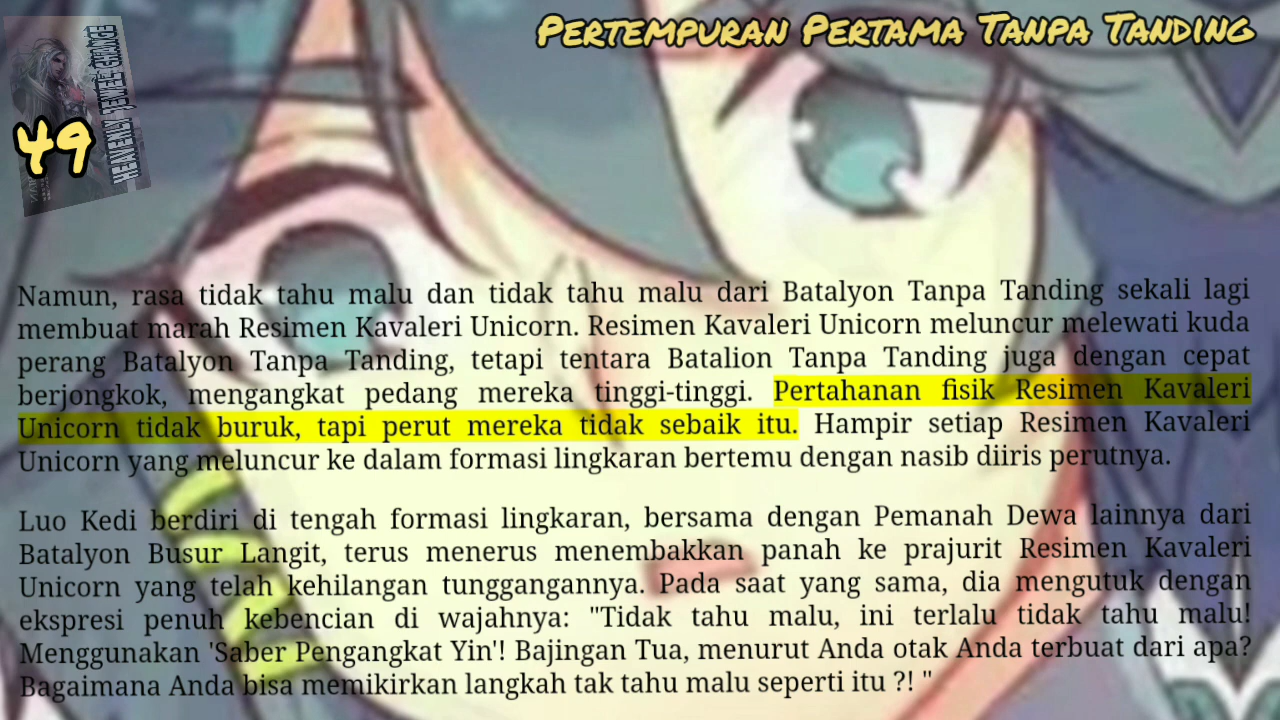 Pertempuran Pertama Tanpa Tanding
HEAVENLY JEWEL CHANGE
49
Namun, rasa tidak tahu malu dan tidak tahu malu dari Batalyon Tanpa Tanding sekali lagi
membuat marah Resimen Kavaleri Unicorn. Resimen Kavaleri Unicorn meluncur melewati kuda
perang Batalyon Tanpa Tanding, tetapi tentara Batalion Tanpa Tanding juga dengan cepat
berjongkok, mengangkat pedang mereka tinggi-tinggi. Pertahanan fisik Resimen Kavaleri
Unicorn tidak buruk, tapi perut mereka tidak sebaik itu. Hampir setiap Resimen Kavaleri
Unicorn yang meluncur ke dalam formasi lingkaran bertemu dengan nasib diiris perutnya.
Luo Kedi berdiri di tengah formasi lingkaran, bersama dengan Pemanah Dewa lainnya dari
Batalyon Busur Langit, terus menerus menembakkan panah ke prajurit Resimen Kavaleri
Unicorn yang telah kehilangan tunggangannya. Pada saat yang sama, dia mengutuk dengan
ekspresi penuh kebencian di wajahnya: "Tidak tahu malu, ini terlalu tidak tahu malu!
Menggunakan 'Saber Pengangkat Yin'! Bajingan Tua, menurut Anda otak Anda terbuat dari apa?
Bagaimana Anda bisa memikirkan langkah tak tahu malu seperti itu ?! "